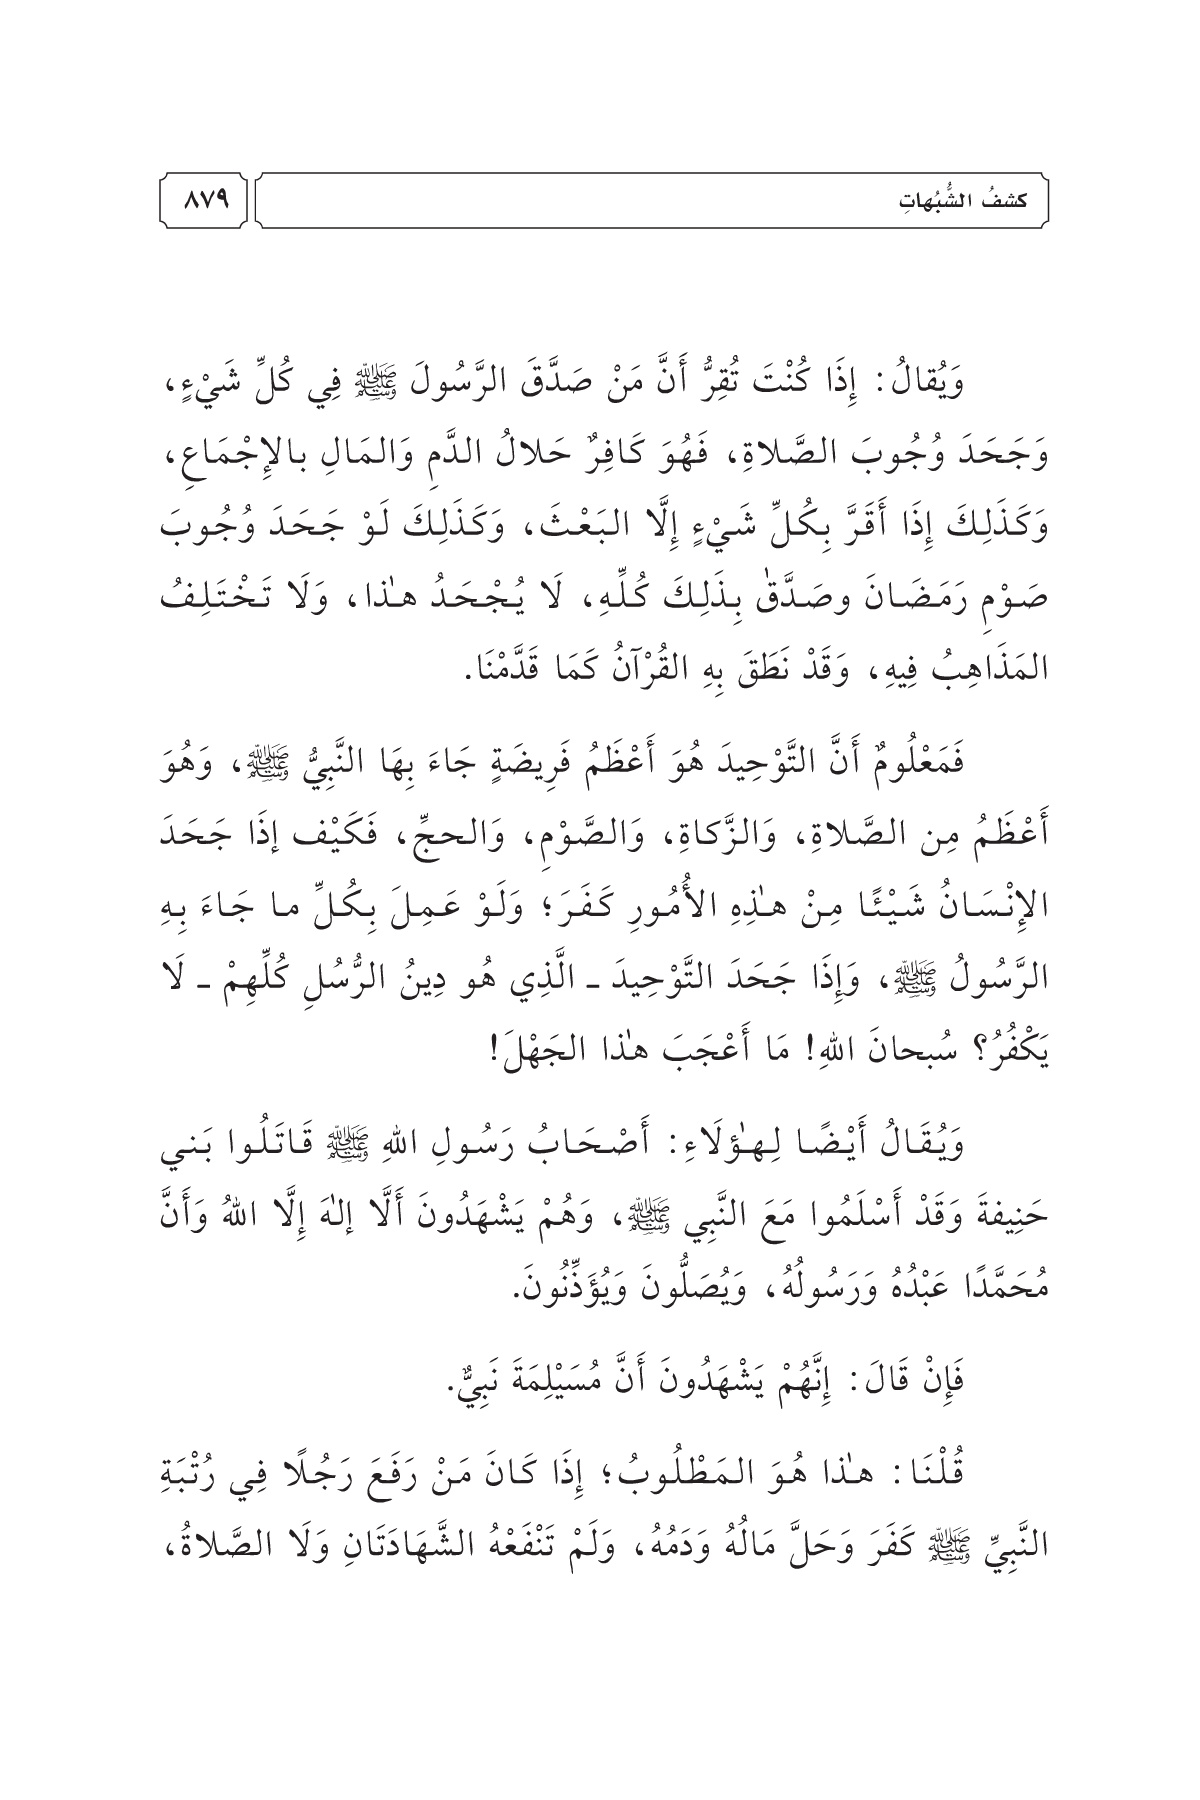 كشفُ الشُّبُهاتِ
٨٧٩
وَيُقالُ: إِذَا كُنْتَ تُقِرُّ أَنَّ مَنْ صَدَّقَ الرَّسُولَ ﷺ فِي كُلِّ شَيْءٍ،
وَجَحَدَ وُجُوبَ الصَّلاةِ، فَهُوَ كَافِرٌ حَلالُ الدَّمِ وَالمَالِ بالإِجْمَاعِ،
وَكَذَلِكَ إِذَا أَقَرَّ بِكُلِّ شَيْءٍ إِلَّا البَعْثَ، وَكَذَلِكَ لَوْ جَحَدَ وُجُوبَ
صَوْمِ رَمَضَانَ وصَدَّقٰ بِذَلِكَ كُلِّهِ، لَا يُجْحَدُ هٰذا، وَلَا تَخْتَلِفُ
المَذَاهِبُ فِيهِ، وَقَدْ نَطَقَ بِهِ القُرْآنُ كَمَا قَدَّمْنَا.
فَمَعْلُومٌ أَنَّ التَّوْحِيدَ هُوَ أَعْظَمُ فَرِيضَةٍ جَاءَ بِهَا النَّبِيُّ ﷺ، وَهُوَ
أَعْظَمُ مِن الصَّلاةِ، وَالزَّكاةِ، وَالصَّوْمِ، وَالحجِّ، فَكَيْف إذَا جَحَدَ
الإِنْسَانُ شَيْئًا مِنْ هٰذِهِ الأُمُورِ كَفَرَ؛ وَلَوْ عَمِلَ بِكُلِّ ما جَاءَ بِهِ
الرَّسُولُ ﷺ، وَإِذَا جَحَدَ التَّوْحِيدَ ـ الَّذِي هُو دِينُ الرُّسُلِ كُلِّهِمْ ـ لَا
يَكْفُرُ؟ سُبحانَ اللهِ! مَا أَعْجَبَ هٰذا الجَهْلَ!
وَيُقَالُ أَيْضًا لِهٰؤلَاءِ: أَصْحَابُ رَسُولِ اللهِ ﷺ قَاتَلُوا بَني
حَنِيفةَ وَقَدْ أَسْلَمُوا مَعَ النَّبِي ﷺ، وَهُمْ يَشْهَدُونَ أَلَّا إلٰهَ إِلَّا اللهُ وَأَنَّ
مُحَمَّدًا عَبْدُهُ وَرَسُولُهُ، وَيُصَلُّونَ وَيُؤَذِّنُونَ.
فَإِنْ قَالَ: إِنَّهُمْ يَشْهَدُونَ أَنَّ مُسَيْلِمَةَ نَبِيٌّ.
قُلْنَا: هٰذا هُوَ المَطْلُوبُ؛ إِذَا كَانَ مَنْ رَفَعَ رَجُلًا فِي رُتْبَةِ
النَّبِيِّ ﷺ كَفَرَ وَحَلَّ مَالُهُ وَدَمُهُ، وَلَمْ تَنْفَعْهُ الشَّهَادَتَانِ وَلَا الصَّلاةُ،